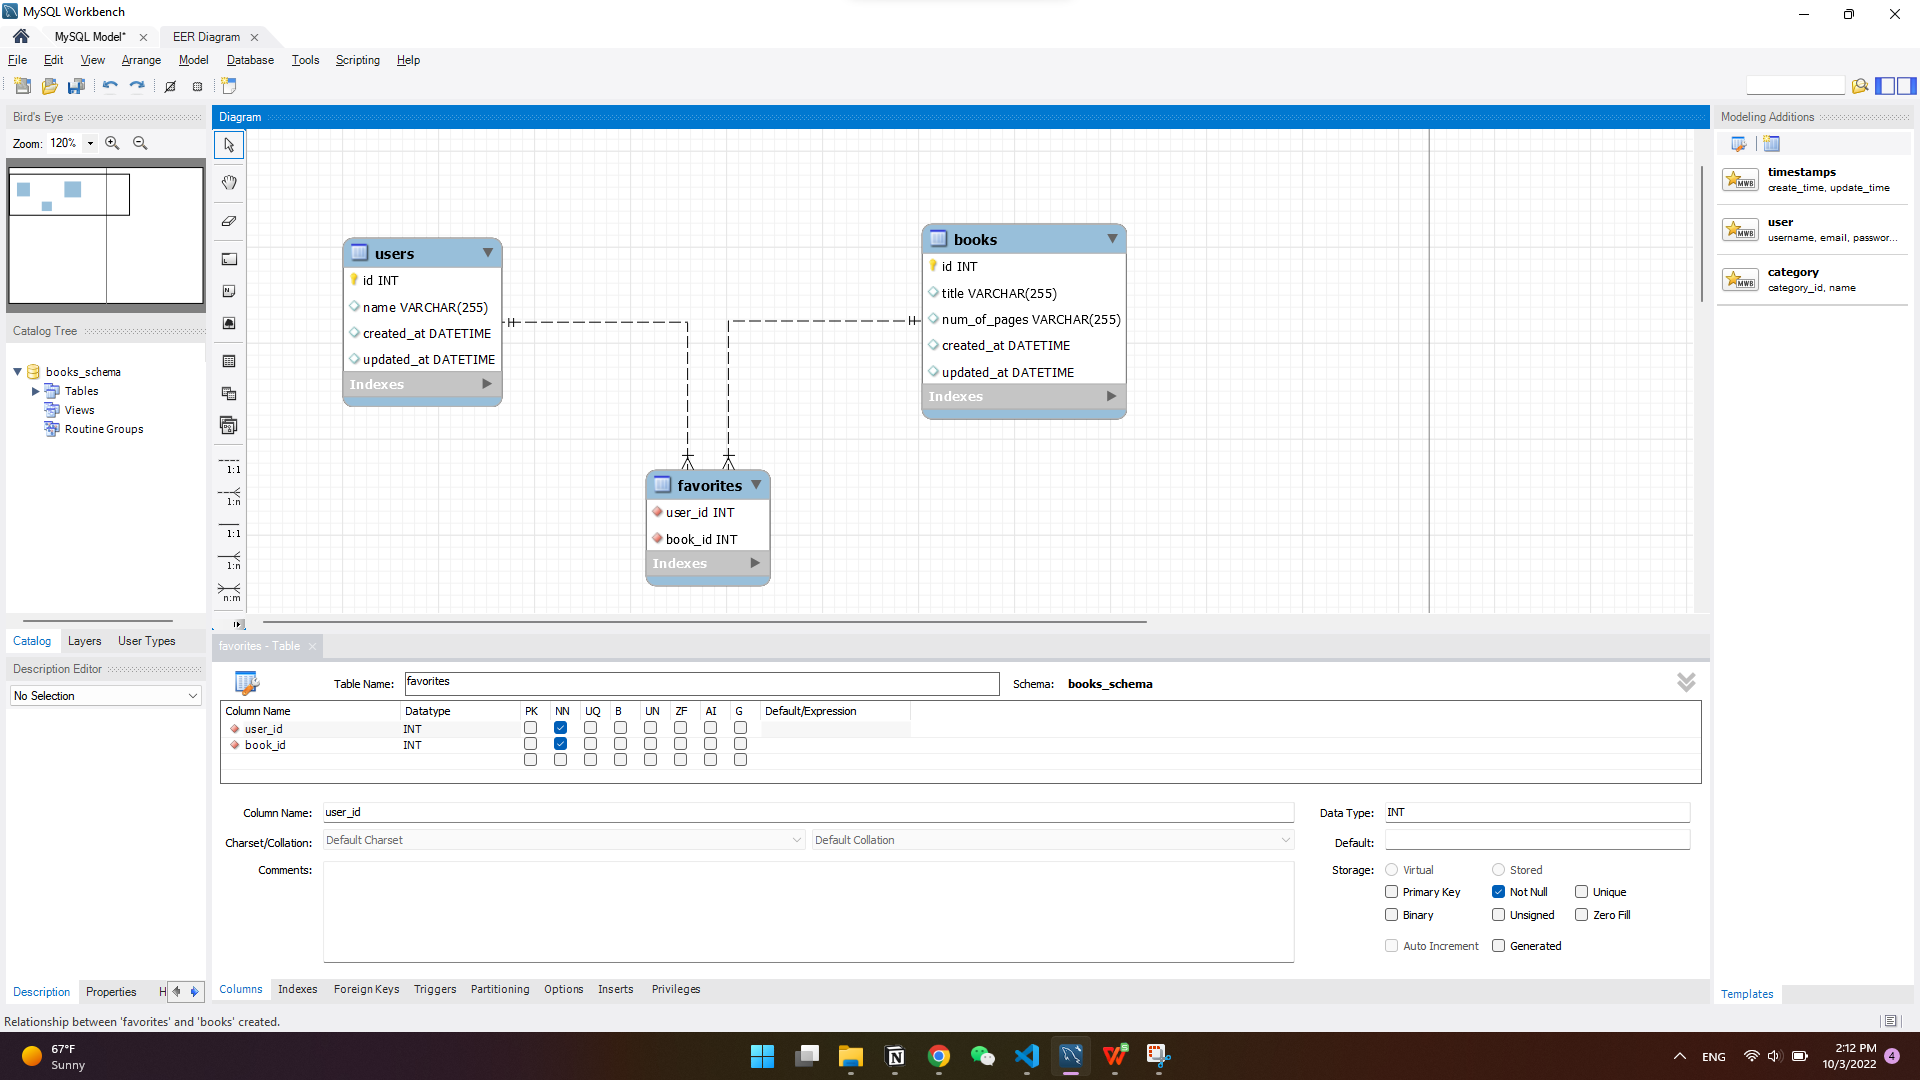 MySQL Workbench
MySQL Model* EER Diagram
File Edit View Arrange Model Database Tools Scripting Help
Bird's Eye
Zoom: 120%
Catalog Tree
books_schema
Tables
Views
Routine Groups
Catalog Layers User Types
Description Editor
No Selection
Description Properties H
Diagram
1:1
1:n
1:1
1:n
n:m
users
id INT
name VARCHAR(255)
created_at DATETIME
updated_at DATETIME
Indexes
books
id INT
title VARCHAR(255)
num_of_pages VARCHAR(255)
created_at DATETIME
updated_at DATETIME
Indexes
favorites
user_id INT
book_id INT
Indexes
Modeling Additions
MWB
timestamps
create_time, update_time
MWB
user
username, email, passwor...
MWB
category
category_id, name
Templates
favorites - Table
Table Name: favorites Schema: books_schema
Column Name Datatype PK NN UQ B UN ZF AI G Default/Expression
user_id INT
book_id INT
Column Name: user_id Data Type: INT
Charset/Collation: Default Charset Default Collation Default:
Comments: Storage: Virtual Stored
Primary Key Not Null Unique
Binary Unsigned Zero Fill
Auto Increment Generated
Columns Indexes Foreign Keys Triggers Partitioning Options Inserts Privileges
Relationship between 'favorites' and 'books' created.
67°F
Sunny
ENG
2:12 PM
10/3/2022
4